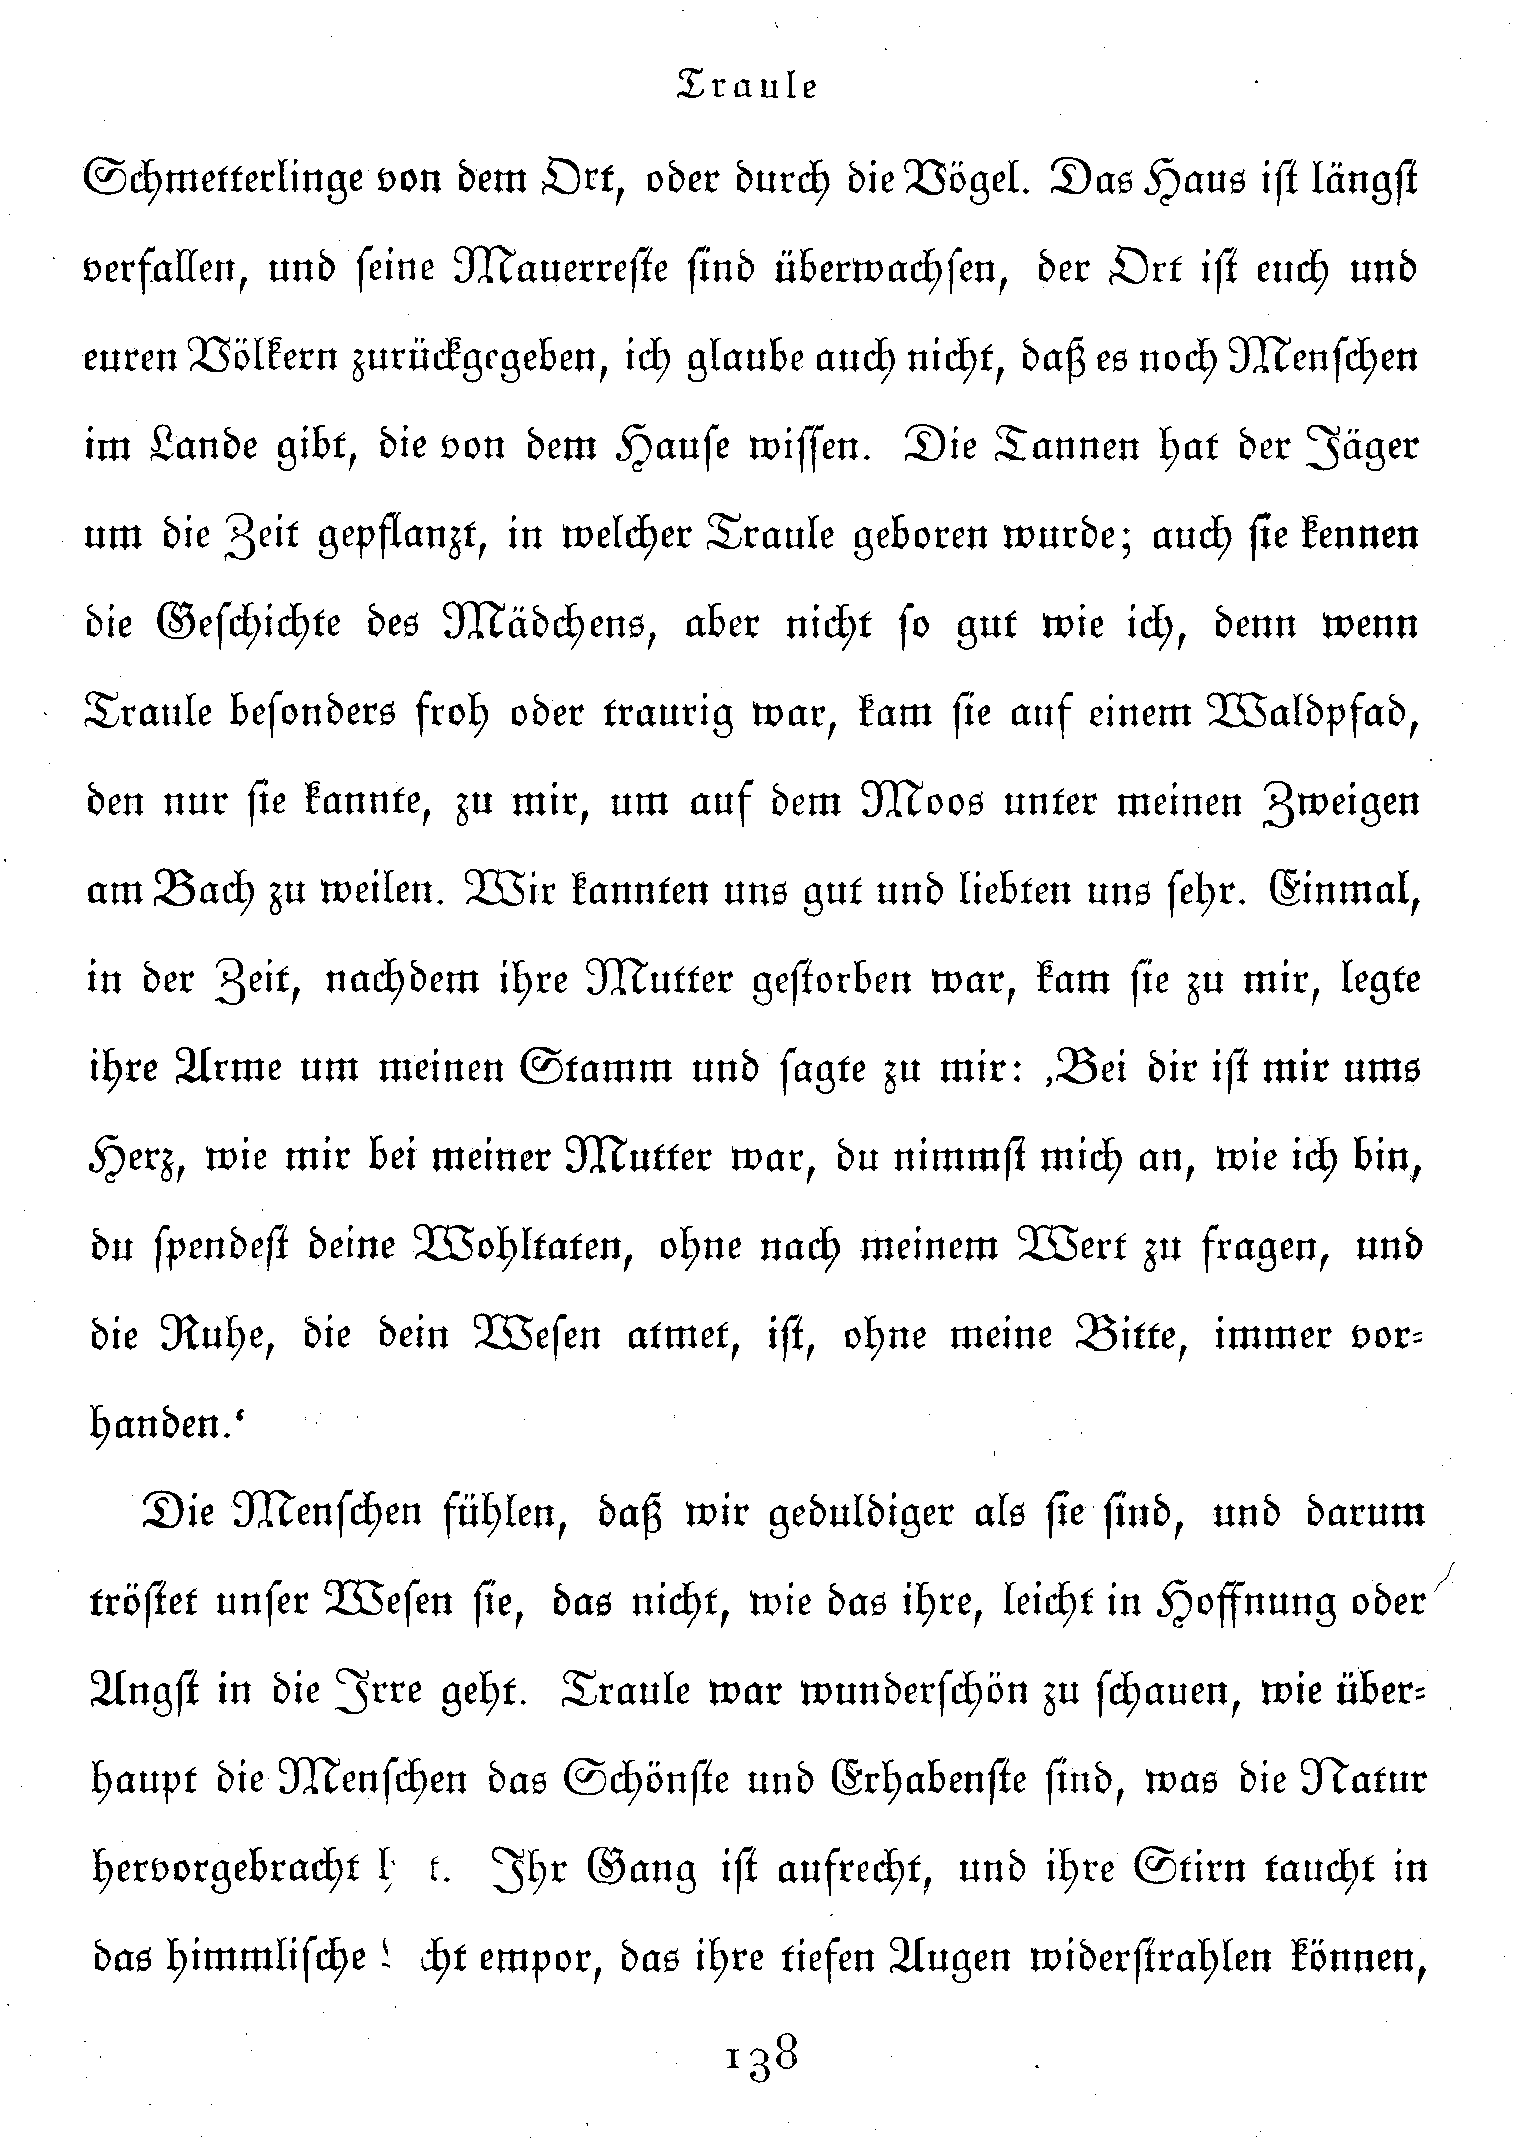 Traule
Schmetterlinge von dem Ort, oder durch die Vögel. Das Haus ist längst
verfallen, und seine Mauerreste sind überwachsen, der Ort ist euch und
euren Völkern zurückgegeben, ich glaube auch nicht, daß es noch Menschen
im Lande gibt, die von dem Hause wissen. Die Tannen hat der Jäger
um die Zeit gepflanzt, in welcher Traule geboren wurde; auch sie kennen
die Geschichte des Mädchens, aber nicht so gut wie ich, denn wenn
Traule besonders froh oder traurig war, kam sie auf einem Waldpfad,
den nur sie kannte, zu mir, um auf dem Moos unter meinen Zweigen
am Bach zu weilen. Wir kannten uns gut und liebten uns sehr. Einmal,
in der Zeit, nachdem ihre Mutter gestorben war, kam sie zu mir, legte
ihre Arme um meinen Stamm und sagte zu mir: ‚Bei dir ist mir ums
Herz, wie mir bei meiner Mutter war, du nimmst mich an, wie ich bin,
du spendest deine Wohltaten, ohne nach meinem Wert zu fragen, und
die Ruhe, die dein Wesen atmet, ist, ohne meine Bitte, immer vor-
handen.‘
Die Menschen fühlen, daß wir geduldiger als sie sind, und darum
tröstet unser Wesen sie, das nicht, wie das ihre, leicht in Hoffnung oder
Angst in die Irre geht. Traule war wunderschön zu schauen, wie über-
haupt die Menschen das Schönste und Erhabenste sind, was die Natur
hervorgebracht . Ihr Gang ist aufrecht, und ihre Stirn taucht in
das himmlische empor, das ihre tiefen Augen widerstrahlen können,
138